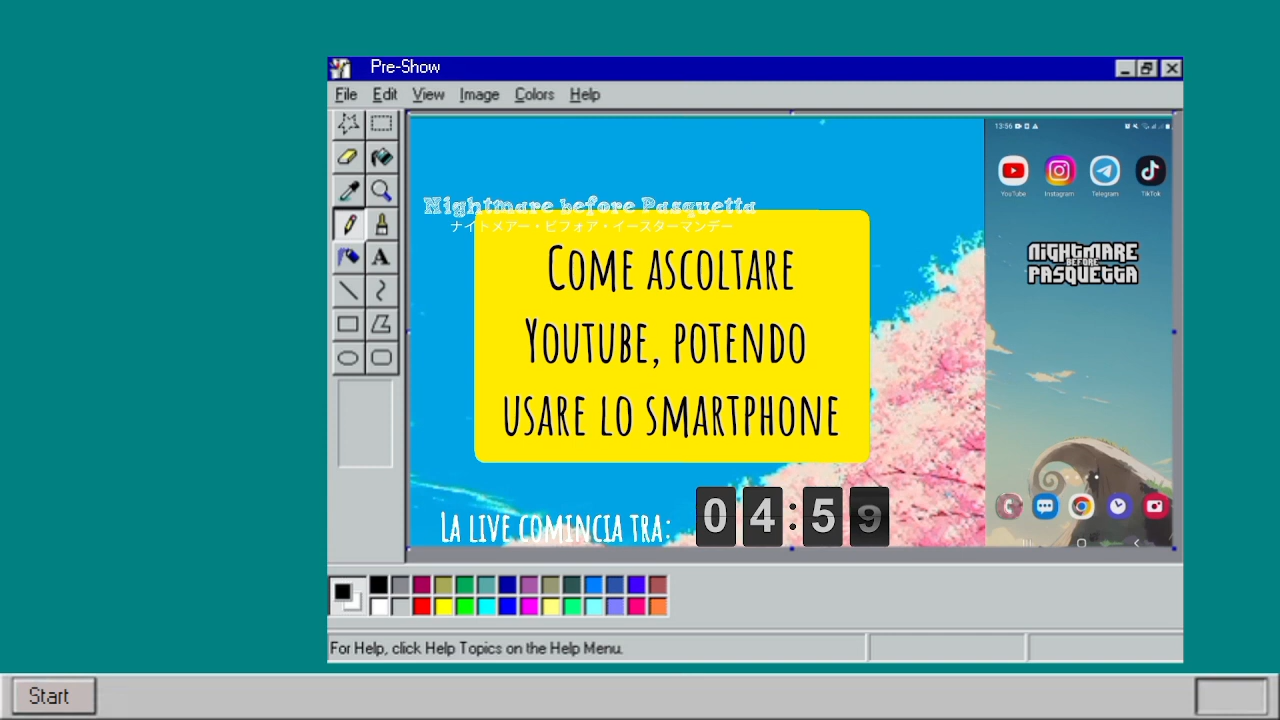 Pre-Show
File Edit View Image Colors Help
13:56
YouTube Instagram Telegram TikTok
Nightmare before Pasquetta
ナイトメアー・ビフォア・イースターマンデー
NIGHTMARE
BEFORE
PASQUETTA
COME ASCOLTARE
YOUTUBE, POTENDO
USARE LO SMARTPHONE
LA LIVE COMINCIA TRA: 04:59
For Help, click Help Topics on the Help Menu.
Start